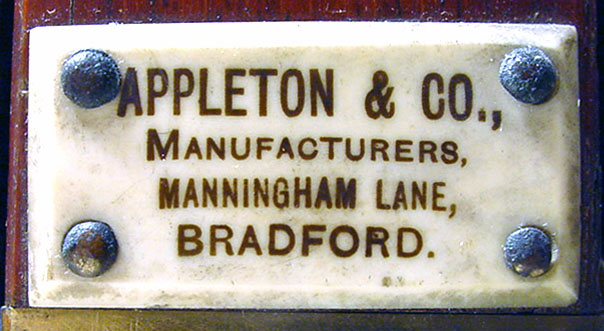 APPLETON & CO.,
MANUFACTURERS,
MANNINGHAM LANE,
BRADFORD.